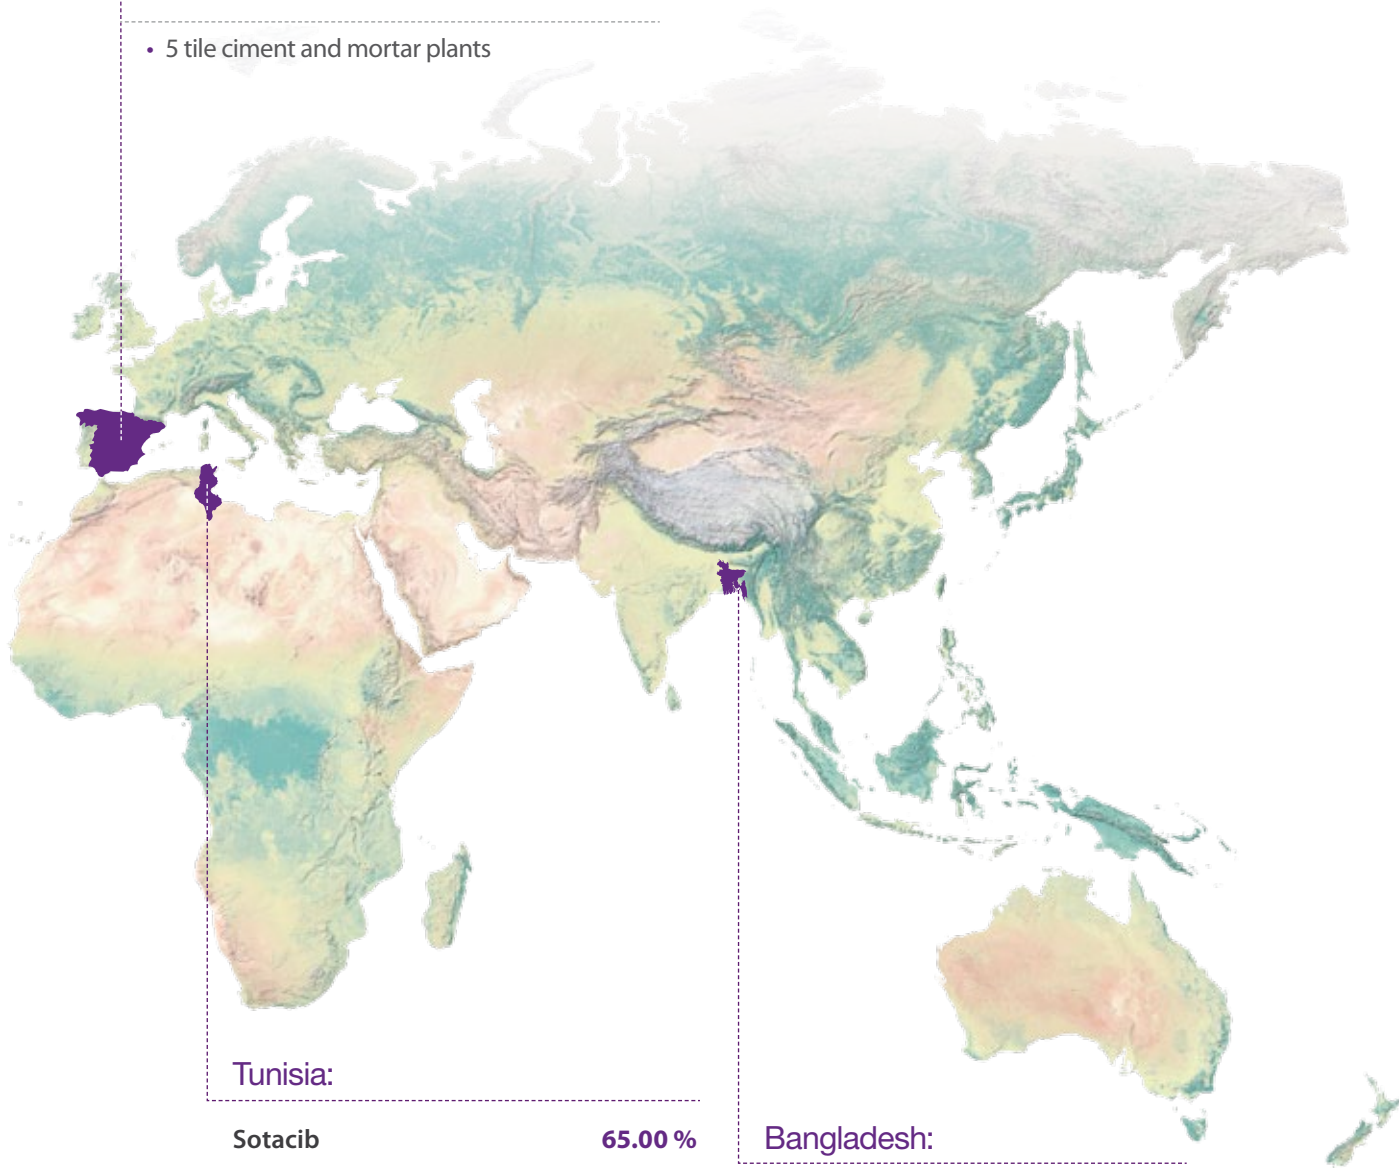 • 5 tile ciment and mortar plants
Tunisia:
Sotacib 65.00 %
Bangladesh: